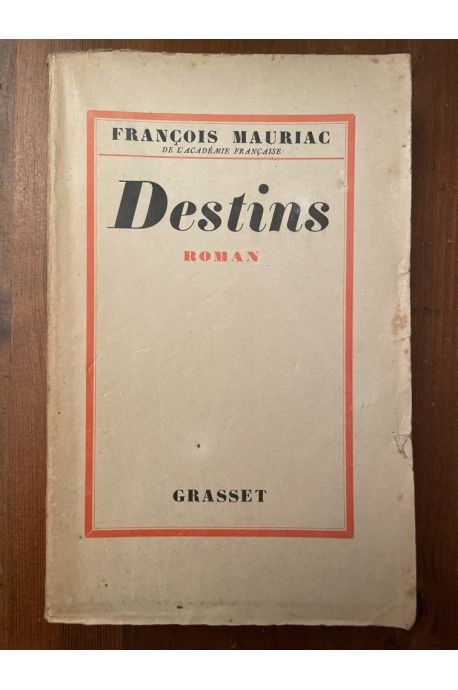 FRANÇOIS MAURIAC
DE L'ACADÉMIE FRANÇAISE
Destins
ROMAN
GRASSET